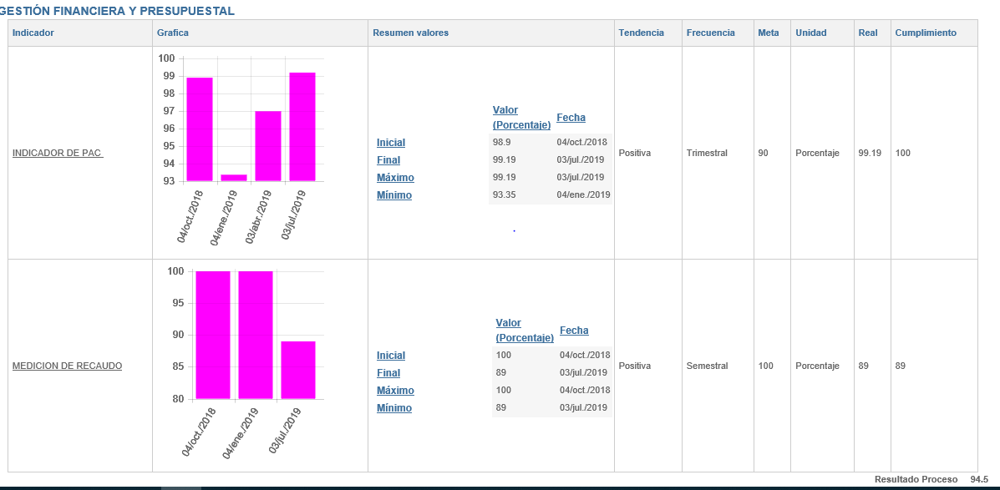 GESTIÓN FINANCIERA Y PRESUPUESTAL
Indicador Grafica Resumen valores Tendencia Frecuencia Meta Unidad Real Cumplimiento
INDICADOR DE PAC
100
99
98
97
96
95
94
93
04/oct./2018 04/ene./2019 03/abr./2019 03/jul./2019
Valor
(Porcentaje) Fecha
Inicial 98.9 04/oct./2018
Final 99.19 03/jul./2019
Máximo 99.19 03/jul./2019
Mínimo 93.35 04/ene./2019
Positiva Trimestral 90 Porcentaje 99.19 100
MEDICION DE RECAUDO
100
95
90
85
80
04/oct./2018 04/ene./2019 03/jul./2019
Valor
(Porcentaje) Fecha
Inicial 100 04/oct./2018
Final 89 03/jul./2019
Máximo 100 04/oct./2018
Mínimo 89 03/jul./2019
Positiva Semestral 100 Porcentaje 89 89
Resultado Proceso 94.5